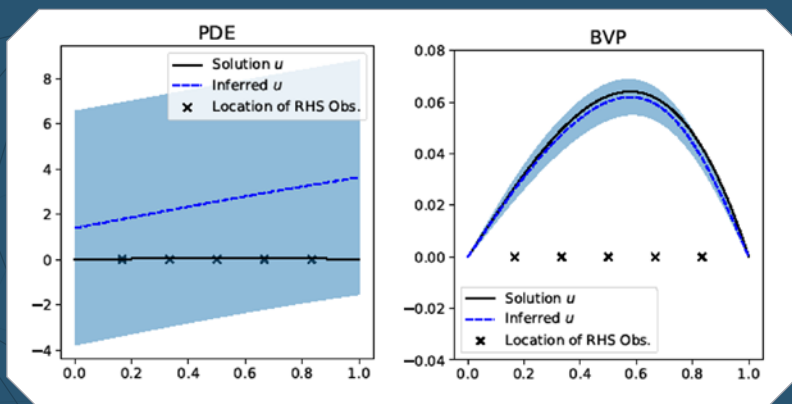 PDE
Solution u
Inferred u
Location of RHS Obs.
8
6
4
2
0
−2
−4
0.0 0.2 0.4 0.6 0.8 1.0
BVP
0.08
0.06
0.04
0.02
0.00
−0.02
−0.04
Solution u
Inferred u
Location of RHS Obs.
0.0 0.2 0.4 0.6 0.8 1.0